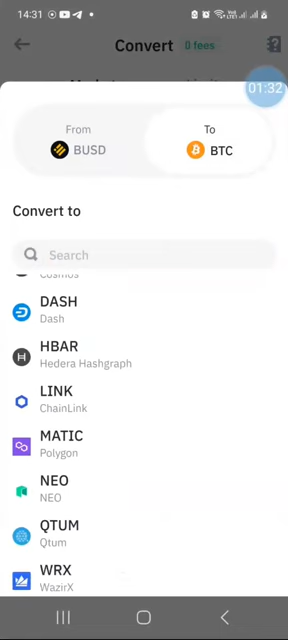 14:31
Convert 0 fees
01:32
From
To
BUSD
BTC
Convert to
Search
Cosmos
DASH
Dash
HBAR
Hedera Hashgraph
LINK
ChainLink
MATIC
Polygon
NEO
NEO
QTUM
Qtum
WRX
WazirX